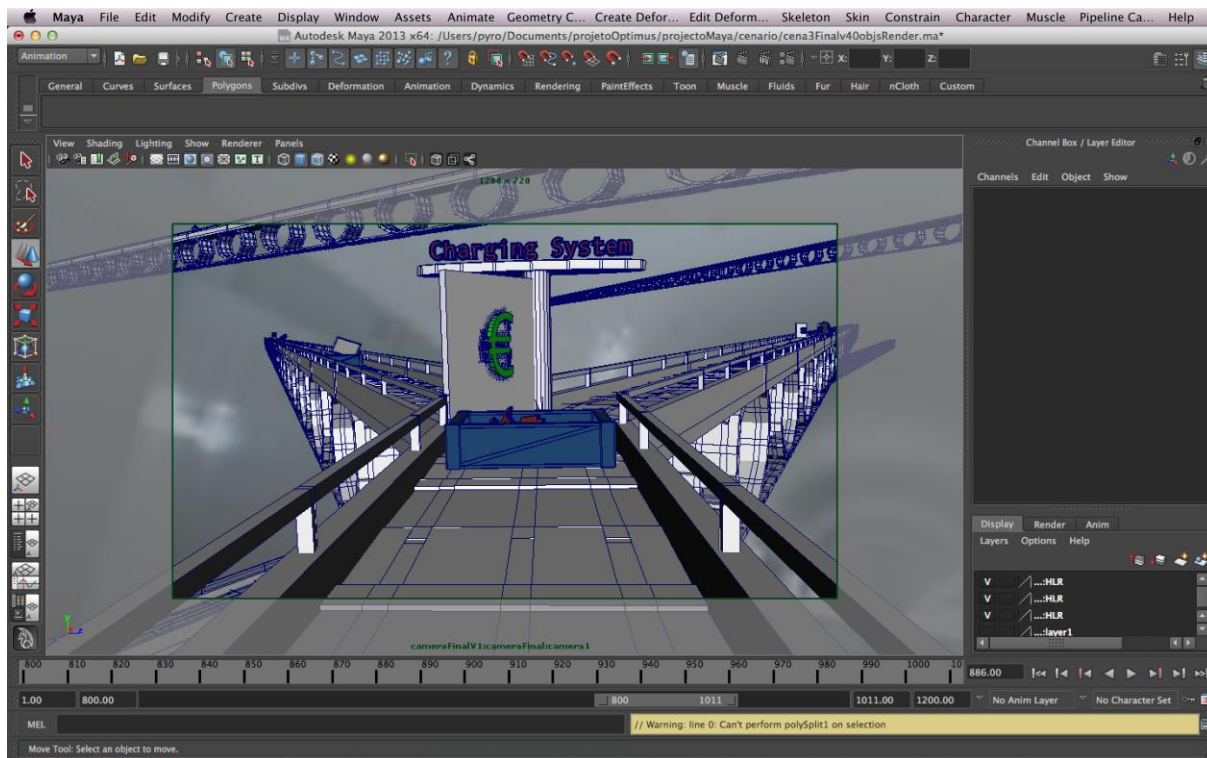 Maya File Edit Modify Create Display Window Assets Animate Geometry C... Create Defor... Edit Deform... Skeleton Skin Constrain Character Muscle Pipeline Ca... Help
Autodesk Maya 2013 x64: /Users/pyro/Documents/projetoOptimus/projectoMaya/cenario/cena3Finalv40objsRender.ma*
Animation X: Y: Z:
General Curves Surfaces Polygons Subdivs Deformation Animation Dynamics Rendering PaintEffects Toon Muscle Fluids Fur Hair nCloth Custom
View Shading Lighting Show Renderer Panels
Channel Box / Layer Editor
Channels Edit Object Show
1280 x 720
Charging System
€
Display Render Anim
Layers Options Help
V ...:HLR
V ...:HLR
V ...:HLR
...:layer1
cameraFinalV1:cameraFinal:camera1
800 810 820 830 840 850 860 870 880 890 900 910 920 930 940 950 960 970 980 990 1000 10
886.00
1.00 800.00 800 1011 1011.00 1200.00 No Anim Layer No Character Set
MEL // Warning: line 0: Can't perform polySplit1 on selection
Move Tool: Select an object to move.